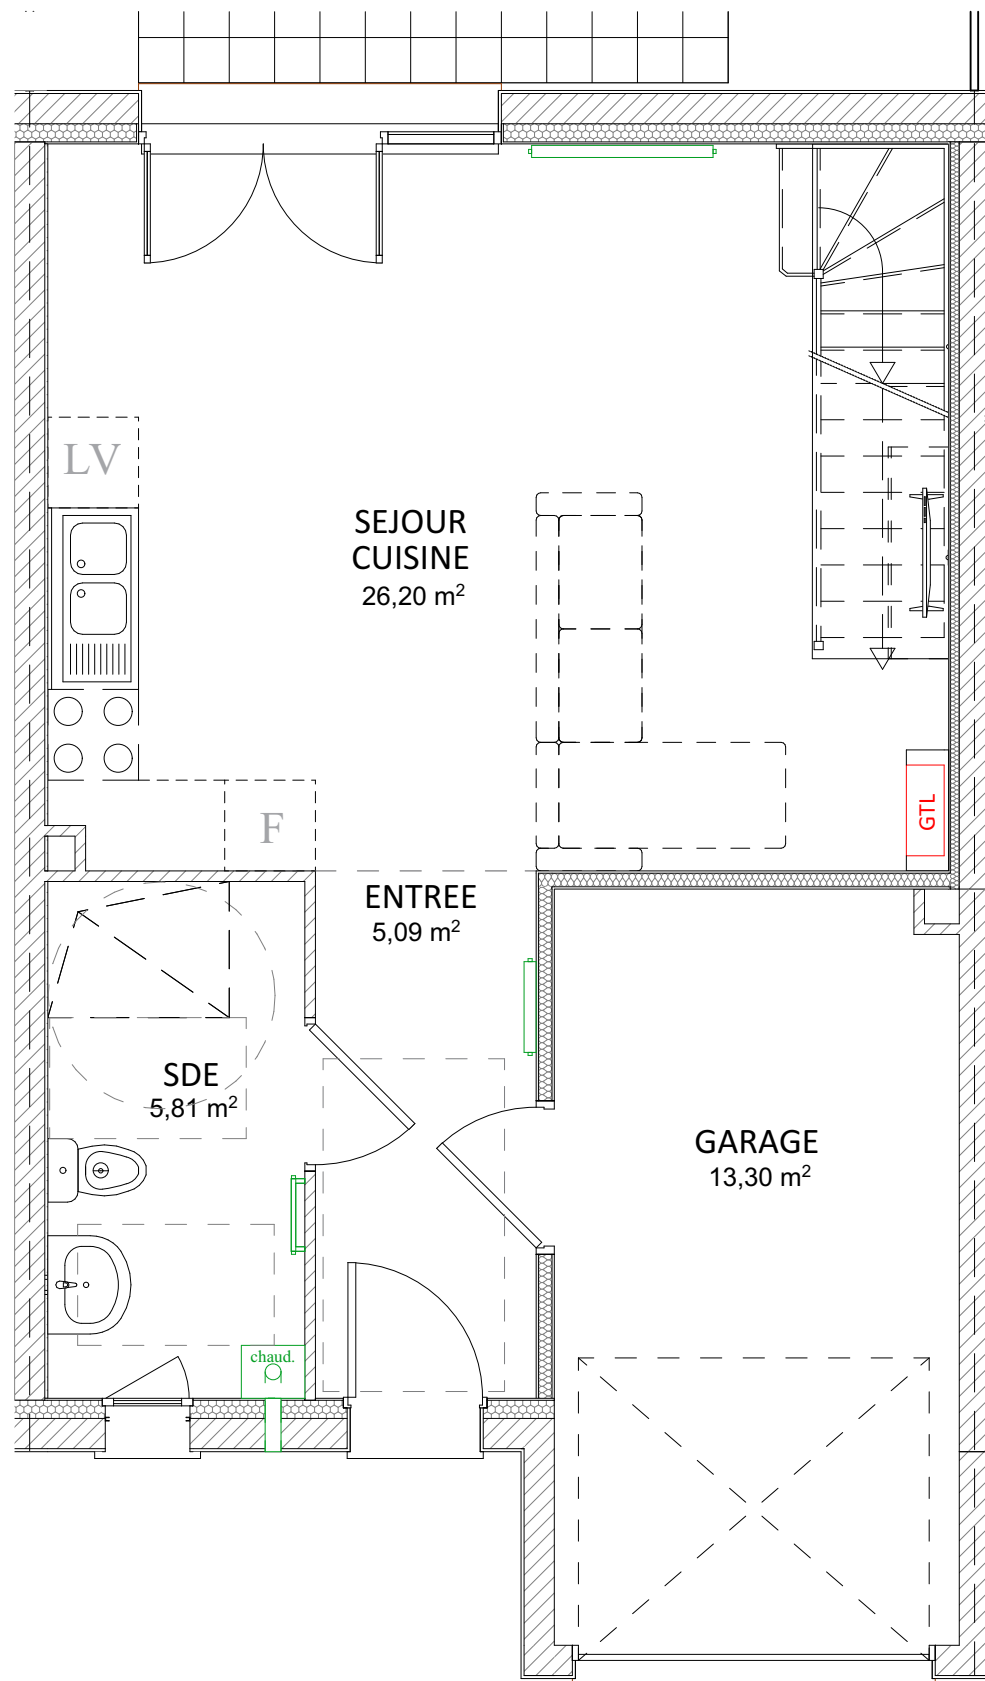 LV
SEJOUR
CUISINE
26,20 m²
GTL
F
ENTREE
5,09 m²
SDE
5,81 m²
GARAGE
13,30 m²
chaud.